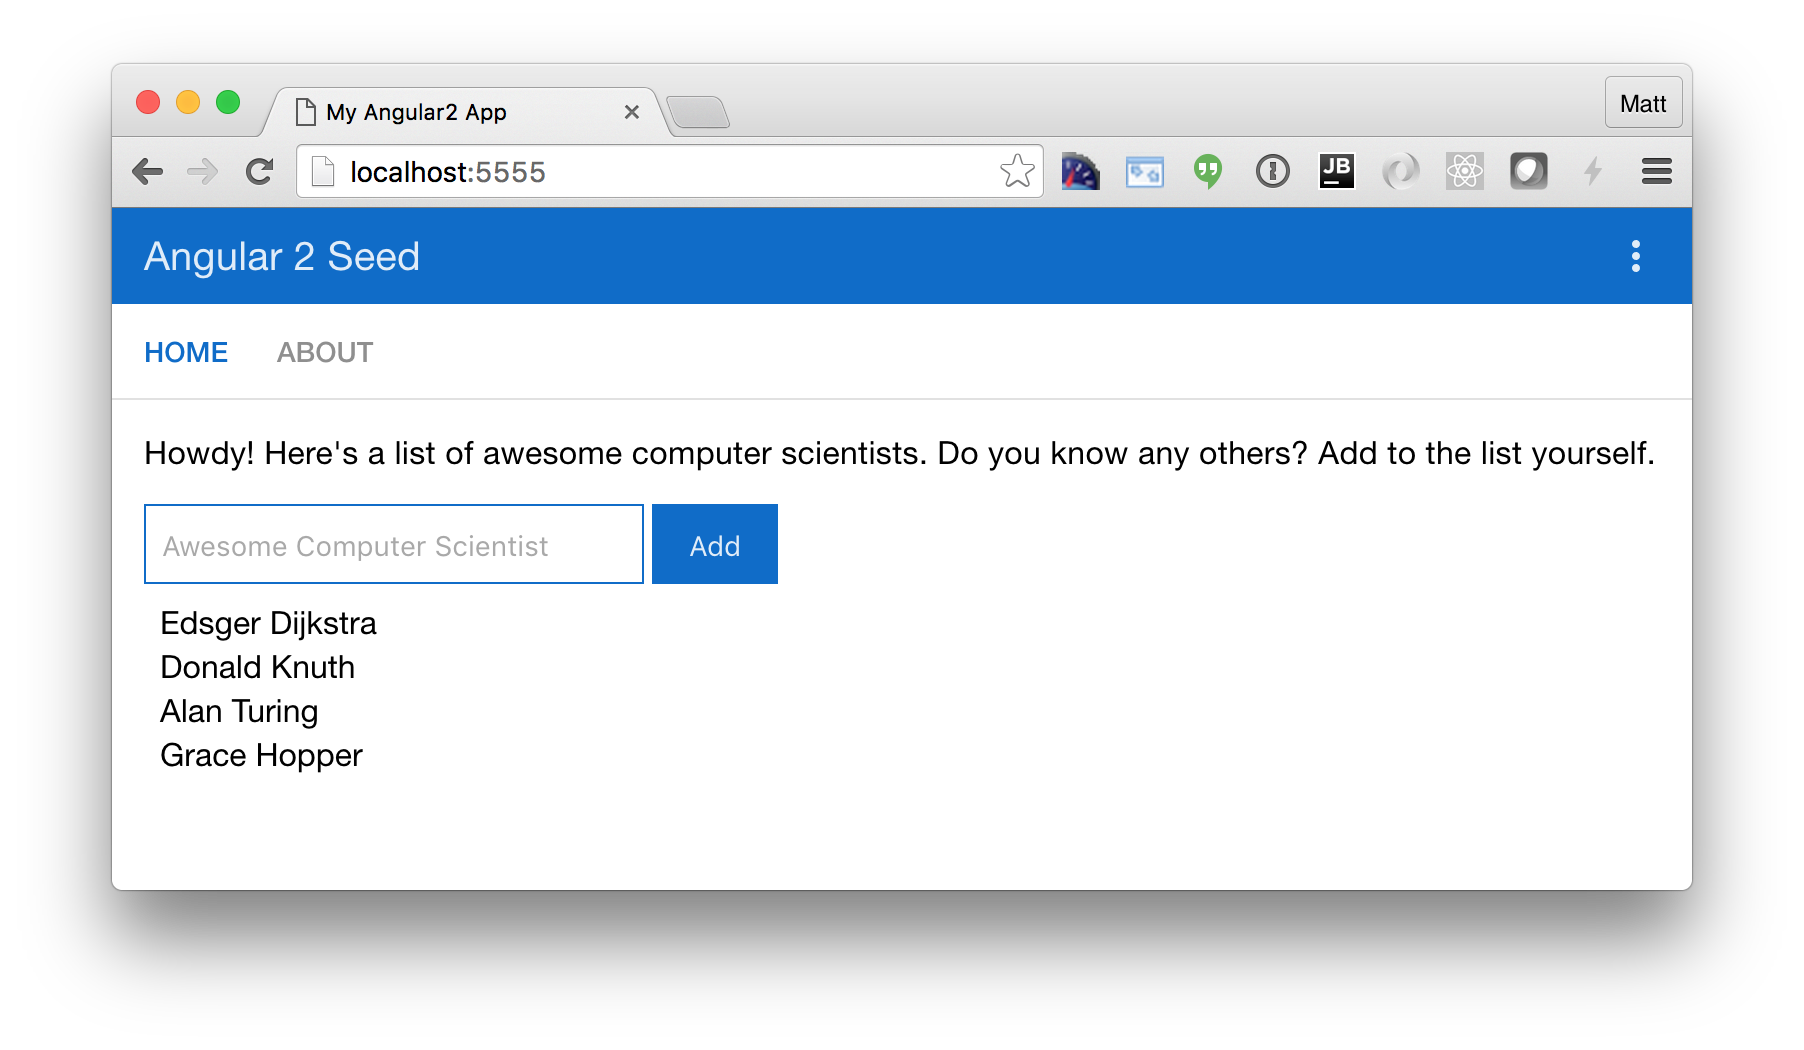 My Angular2 App
Matt
localhost:5555
JB
Angular 2 Seed
HOME ABOUT
Howdy! Here's a list of awesome computer scientists. Do you know any others? Add to the list yourself.
Awesome Computer Scientist Add
Edsger Dijkstra
Donald Knuth
Alan Turing
Grace Hopper